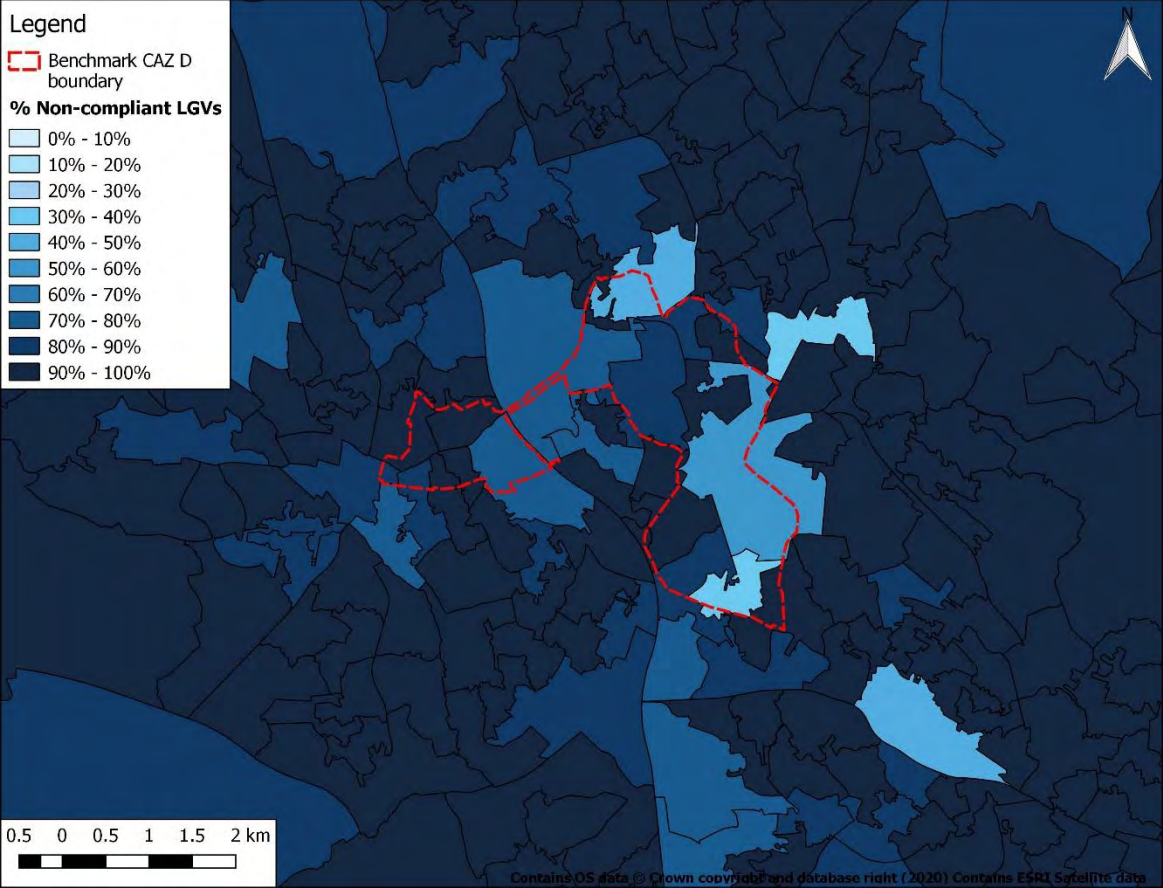 Legend
Benchmark CAZ D
boundary
% Non-compliant LGVs
0% - 10%
10% - 20%
20% - 30%
30% - 40%
40% - 50%
50% - 60%
60% - 70%
70% - 80%
80% - 90%
90% - 100%
N
0.5 0 0.5 1 1.5 2 km
Contains OS data © Crown copyright and database right (2020) Contains ESRI Satellite data